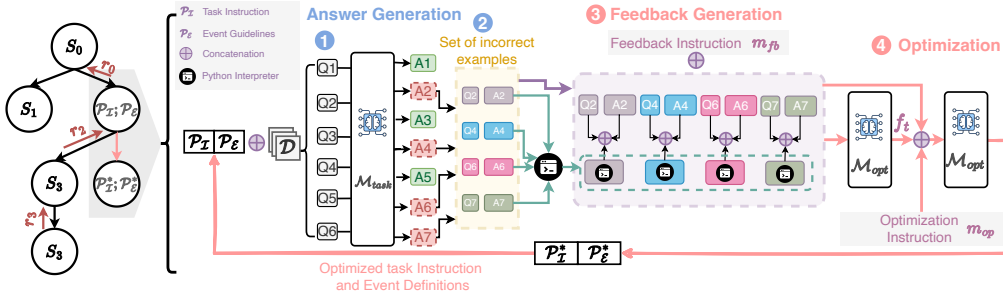 S₀
r₀
S₁
𝒫_I; 𝒫_ℰ
r₂
S₃
𝒫*_I; 𝒫*_ℰ
r₃
S₃
𝒫_I Task Instruction
𝒫_ℰ Event Guidelines
Concatenation
Python Interpreter
𝒫_I 𝒫_ℰ
𝒟
Answer Generation
1
Q1
Q2
Q3
Q4
Q5
Q6
ℳ_task
A1
A2
A3
A4
A5
A6
A7
2
Set of incorrect
examples
Q2 A2
Q4 A4
Q6 A6
Q7 A7
3 Feedback Generation
Feedback Instruction m_fb
Q2 A2 Q4 A4 Q6 A6 Q7 A7
4 Optimization
ℳ_opt
f_t
ℳ_opt
Optimization
Instruction m_op
𝒫*_I 𝒫*_ℰ
Optimized task Instruction
and Event Definitions